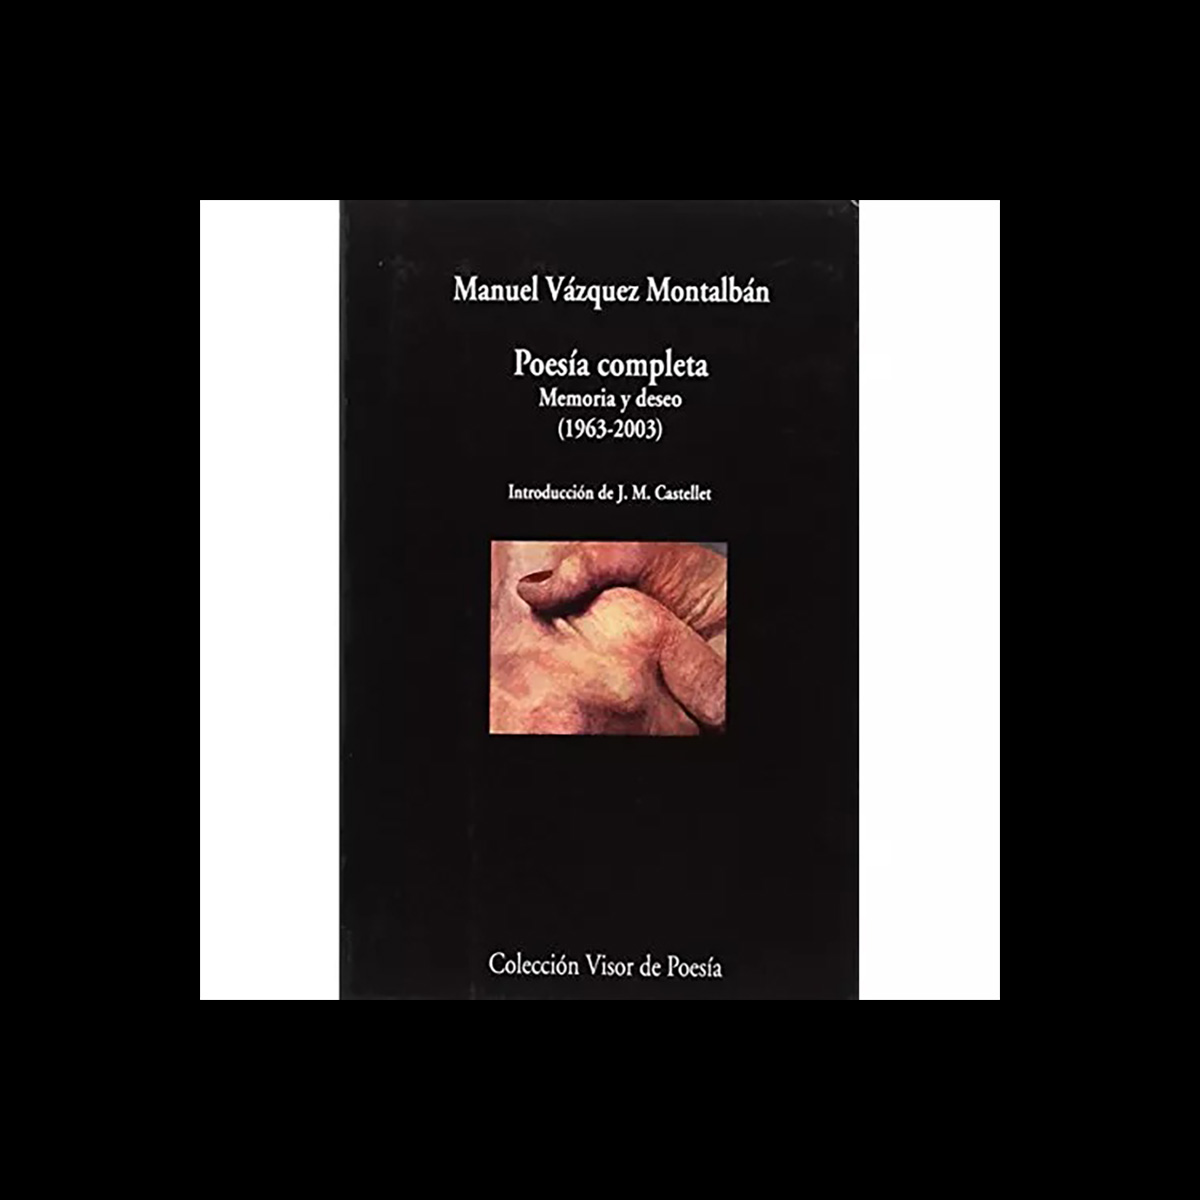 Manuel Vázquez Montalbán
Poesía completa
Memoria y deseo
(1963-2003)
Introducción de J. M. Castellet
Colección Visor de Poesía